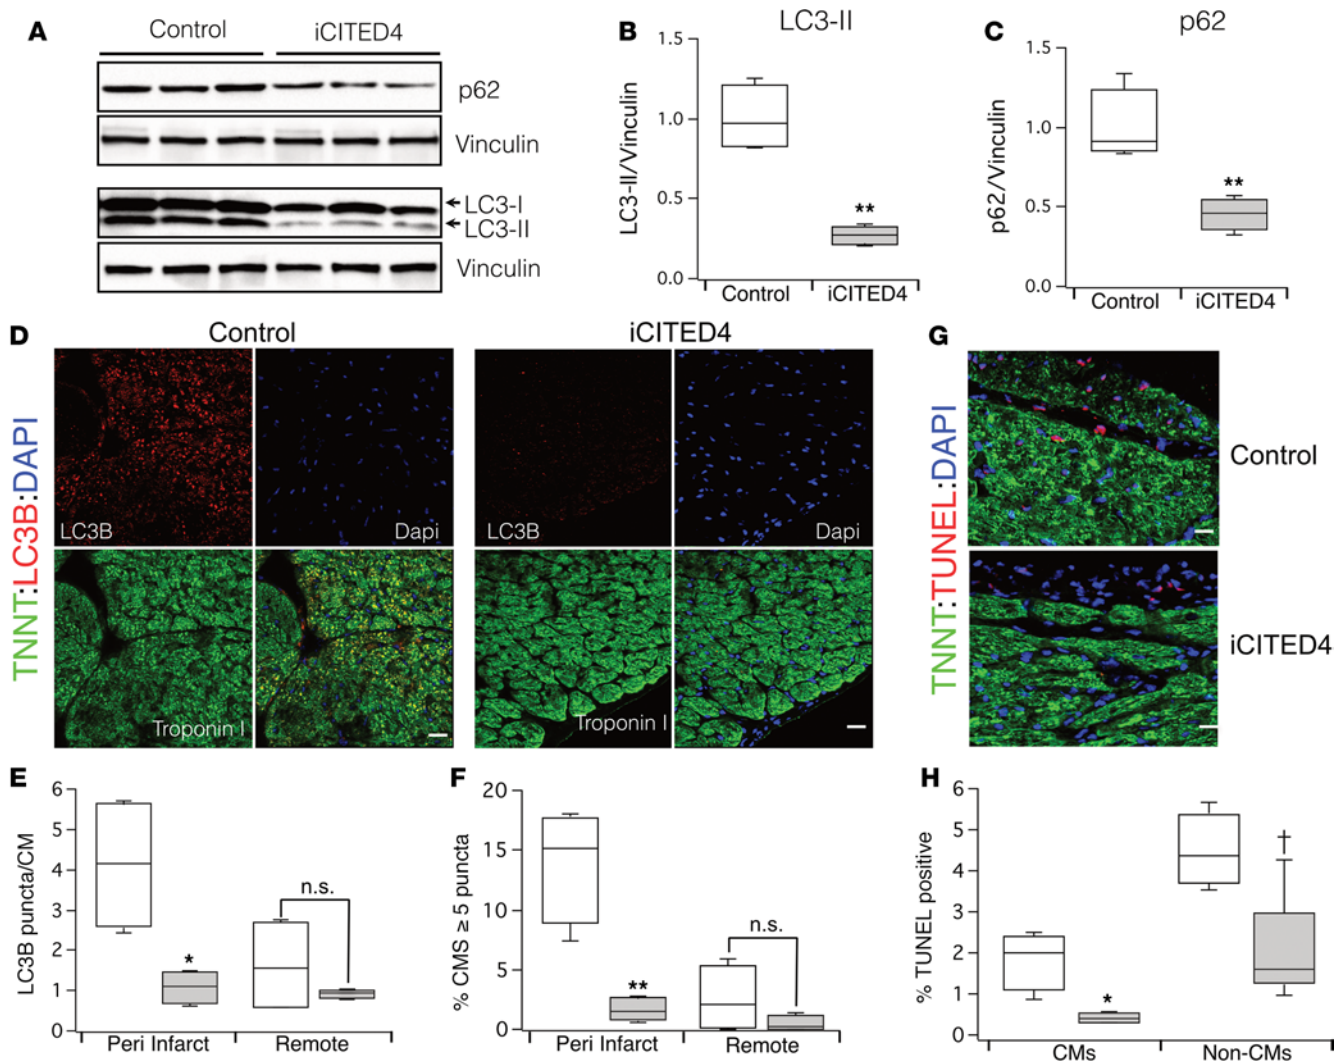 A
Control
iCITED4
p62
Vinculin
LC3-I
LC3-II
Vinculin
B
LC3-II
LC3-II/Vinculin
1.5
1.0
0.5
0.0
**
Control
iCITED4
C
p62
p62/Vinculin
1.5
1.0
0.5
0.0
**
Control
iCITED4
D
Control
iCITED4
TNNT:LC3B:DAPI
LC3B
Dapi
LC3B
Dapi
Troponin I
Troponin I
G
TNNT:TUNEL:DAPI
Control
iCITED4
E
LC3B puncta/CM
6
5
4
3
2
1
0
*
n.s.
Peri Infarct
Remote
F
% CMS ≥ 5 puncta
20
15
10
5
0
**
n.s.
Peri Infarct
Remote
H
% TUNEL positive
6
5
4
3
2
1
0
*
†
CMs
Non-CMs